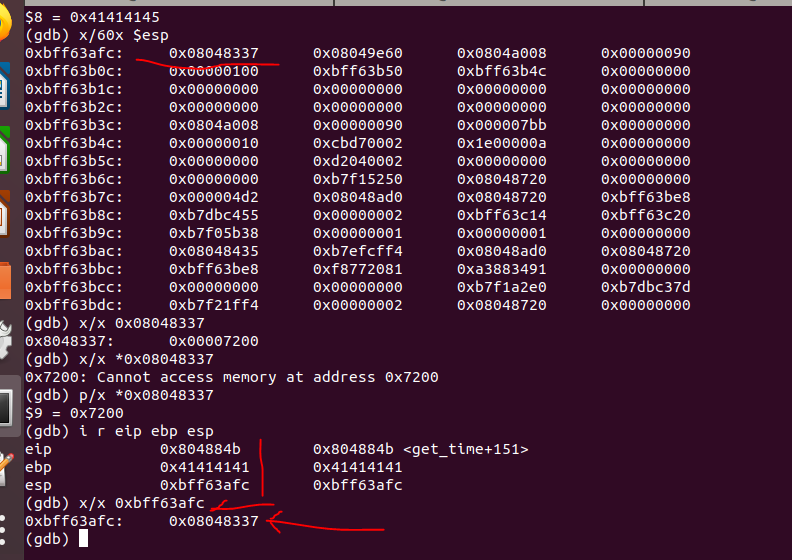 $8 = 0x41414145
(gdb) x/60x $esp
0xbff63afc: 0x08048337 0x08049e60 0x0804a008 0x00000090
0xbff63b0c: 0x00000100 0xbff63b50 0xbff63b4c 0x00000000
0xbff63b1c: 0x00000000 0x00000000 0x00000000 0x00000000
0xbff63b2c: 0x00000000 0x00000000 0x00000000 0x00000000
0xbff63b3c: 0x0804a008 0x00000090 0x000007bb 0x00000000
0xbff63b4c: 0x00000010 0xcbd70002 0x1e00000a 0x00000000
0xbff63b5c: 0x00000000 0xd2040002 0x00000000 0x00000000
0xbff63b6c: 0x00000000 0xb7f15250 0x08048720 0x00000000
0xbff63b7c: 0x000004d2 0x08048ad0 0x08048720 0xbff63be8
0xbff63b8c: 0xb7dbc455 0x00000002 0xbff63c14 0xbff63c20
0xbff63b9c: 0xb7f05b38 0x00000001 0x00000001 0x00000000
0xbff63bac: 0x08048435 0xb7efcff4 0x08048ad0 0x08048720
0xbff63bbc: 0xbff63be8 0xf8772081 0xa3883491 0x00000000
0xbff63bcc: 0x00000000 0x00000000 0xb7f1a2e0 0xb7dbc37d
0xbff63bdc: 0xb7f21ff4 0x00000002 0x08048720 0x00000000
(gdb) x/x 0x08048337
0x8048337: 0x00007200
(gdb) x/x *0x08048337
0x7200: Cannot access memory at address 0x7200
(gdb) p/x *0x08048337
$9 = 0x7200
(gdb) i r eip ebp esp
eip 0x804884b 0x804884b <get_time+151>
ebp 0x41414141 0x41414141
esp 0xbff63afc 0xbff63afc
(gdb) x/x 0xbff63afc
0xbff63afc: 0x08048337
(gdb)